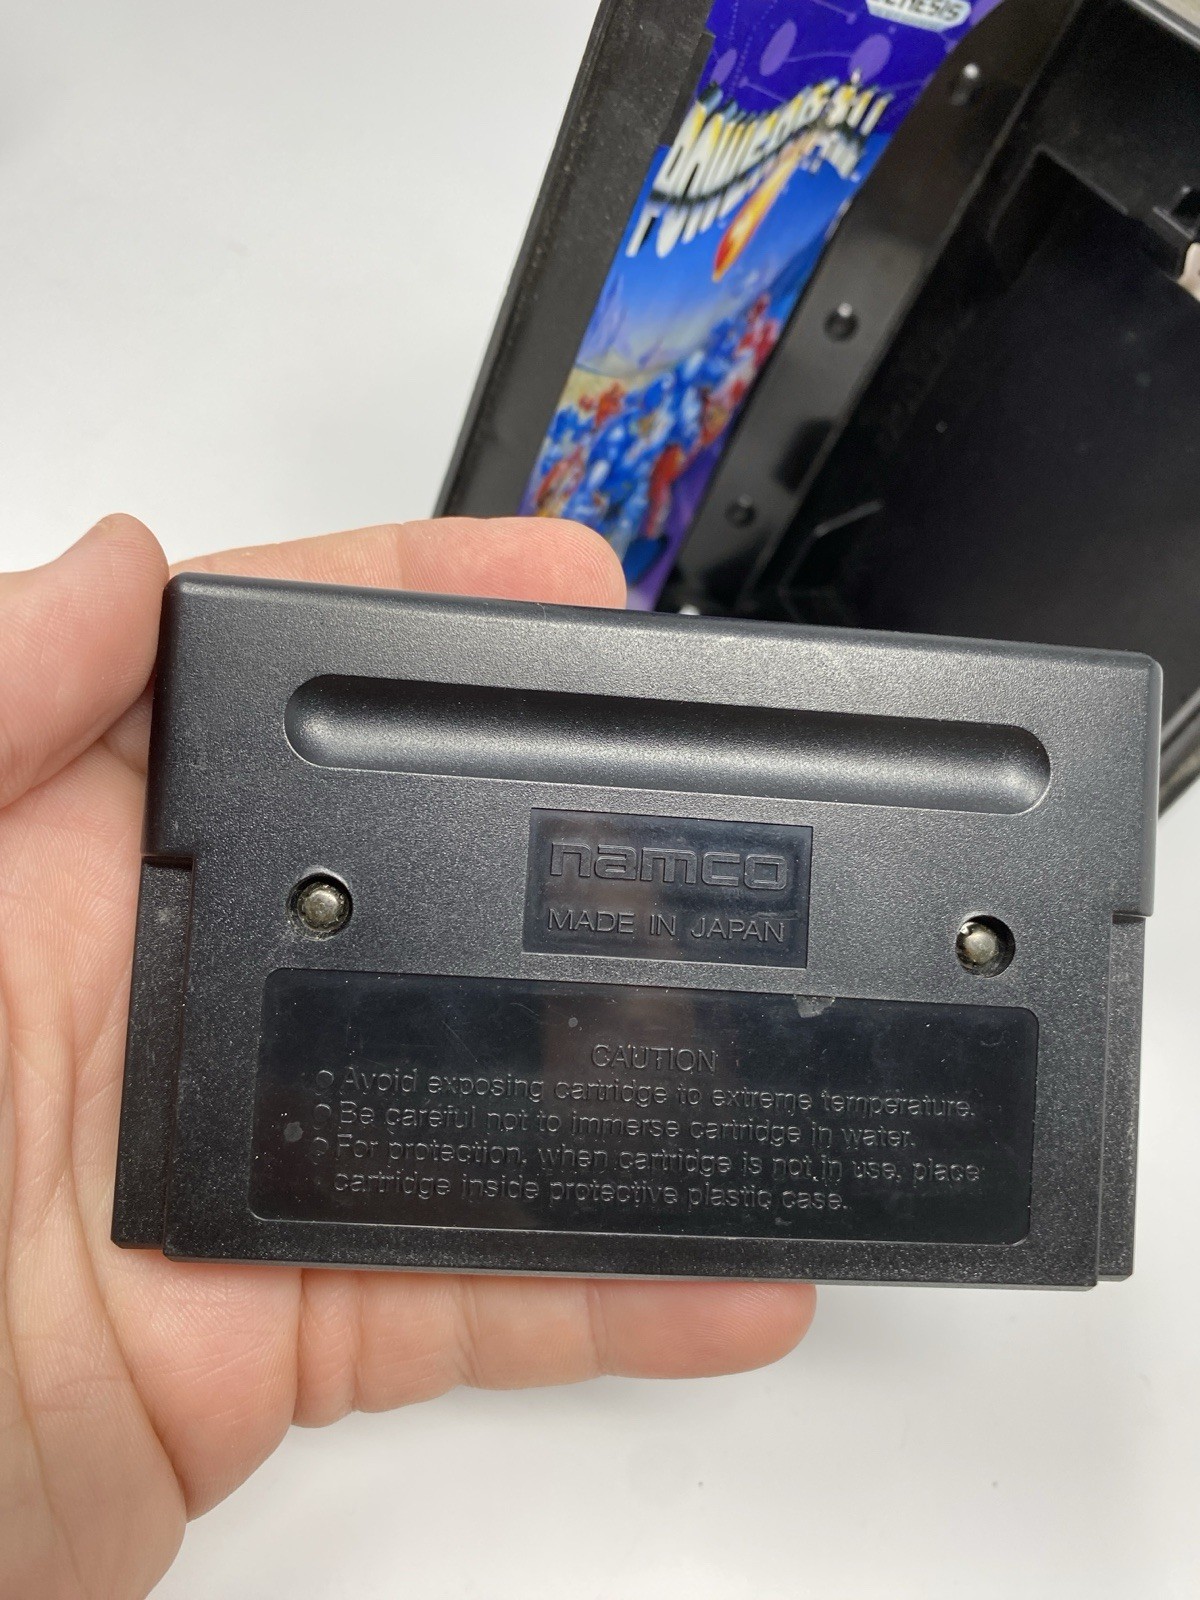 GENESIS
POWERBALL
namco
MADE IN JAPAN
CAUTION
● Avoid exposing cartridge to extreme temperature.
● Be careful not to immerse cartridge in water.
● For protection, when cartridge is not in use, place
cartridge inside protective plastic case.